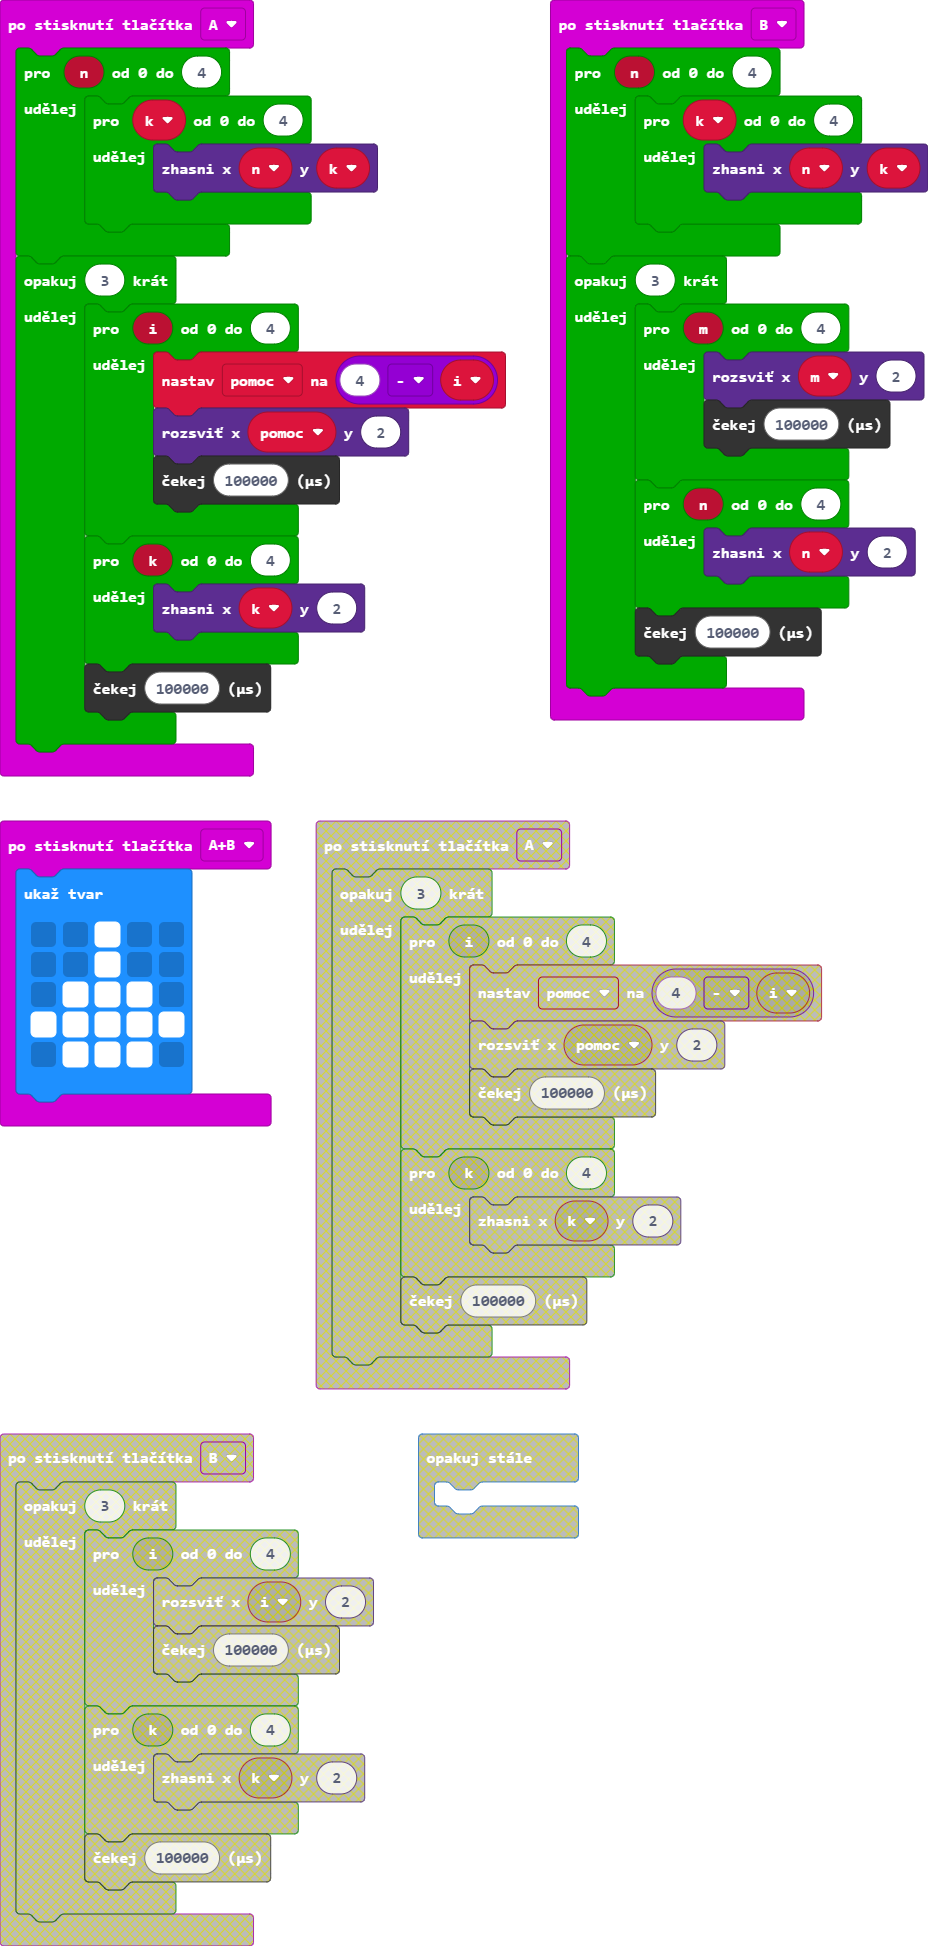 po stisknutí tlačítka A
pro n od 0 do 4
udělej
pro k od 0 do 4
udělej
zhasni x n y k
opakuj 3 krát
udělej
pro i od 0 do 4
udělej
nastav pomoc na 4 - i
rozsviť x pomoc y 2
čekej 100000 (µs)
pro k od 0 do 4
udělej
zhasni x k y 2
čekej 100000 (µs)
po stisknutí tlačítka B
pro n od 0 do 4
udělej
pro k od 0 do 4
udělej
zhasni x n y k
opakuj 3 krát
udělej
pro m od 0 do 4
udělej
rozsviť x m y 2
čekej 100000 (µs)
pro n od 0 do 4
udělej
zhasni x n y 2
čekej 100000 (µs)
po stisknutí tlačítka A+B
ukaž tvar
po stisknutí tlačítka A
opakuj 3 krát
udělej
pro i od 0 do 4
udělej
nastav pomoc na 4 - i
rozsviť x pomoc y 2
čekej 100000 (µs)
pro k od 0 do 4
udělej
zhasni x k y 2
čekej 100000 (µs)
po stisknutí tlačítka B
opakuj 3 krát
udělej
pro i od 0 do 4
udělej
rozsviť x i y 2
čekej 100000 (µs)
pro k od 0 do 4
udělej
zhasni x k y 2
čekej 100000 (µs)
opakuj stále